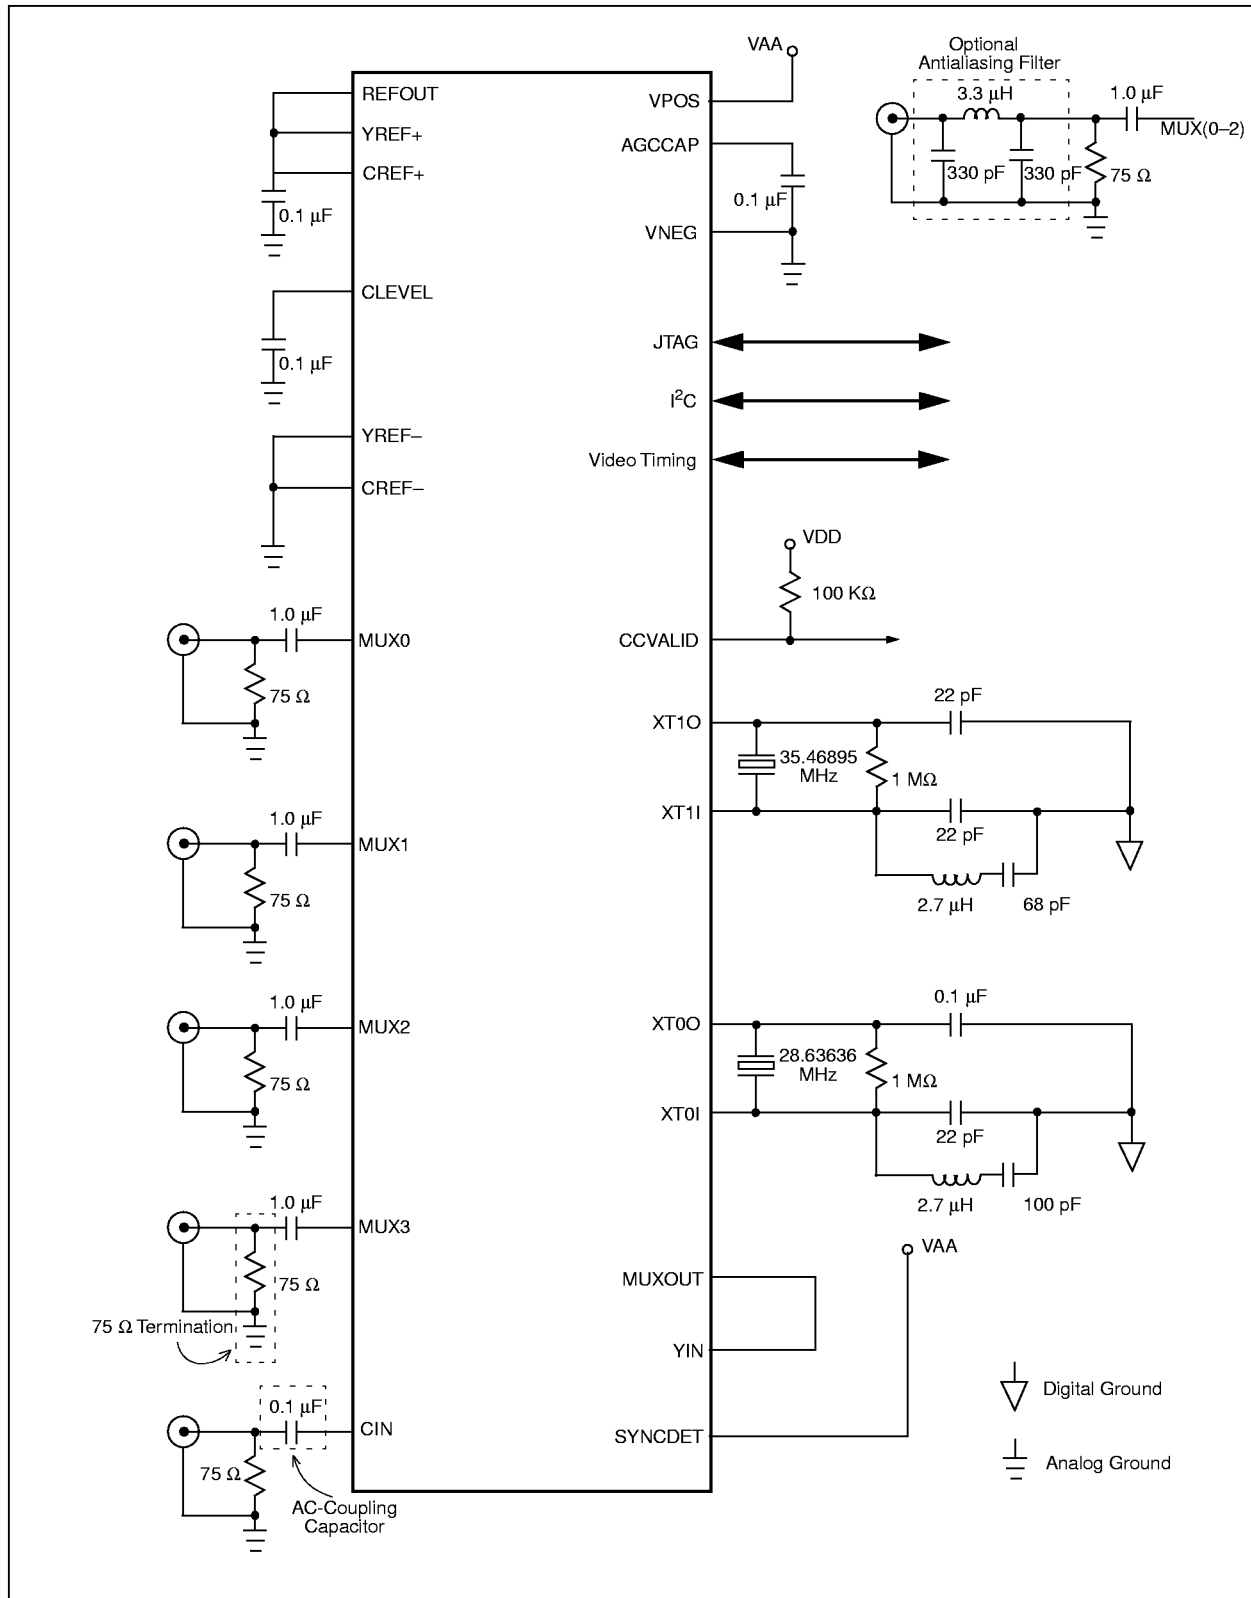 VAA
Optional
Antialiasing Filter
3.3 µH
1.0 µF
MUX(0–2)
330 pF
330 pF
75 Ω
REFOUT
YREF+
CREF+
0.1 µF
CLEVEL
0.1 µF
YREF–
CREF–
1.0 µF
MUX0
75 Ω
1.0 µF
MUX1
75 Ω
1.0 µF
MUX2
75 Ω
1.0 µF
MUX3
75 Ω
75 Ω Termination
0.1 µF
CIN
75 Ω
AC-Coupling
Capacitor
VPOS
AGCCAP
0.1 µF
VNEG
JTAG
I²C
Video Timing
VDD
100 KΩ
CCVALID
XT1O
22 pF
35.46895
MHz
1 MΩ
XT1I
22 pF
2.7 µH
68 pF
XT0O
0.1 µF
28.63636
MHz
1 MΩ
XT0I
22 pF
2.7 µH
100 pF
VAA
MUXOUT
YIN
SYNCDET
Digital Ground
Analog Ground